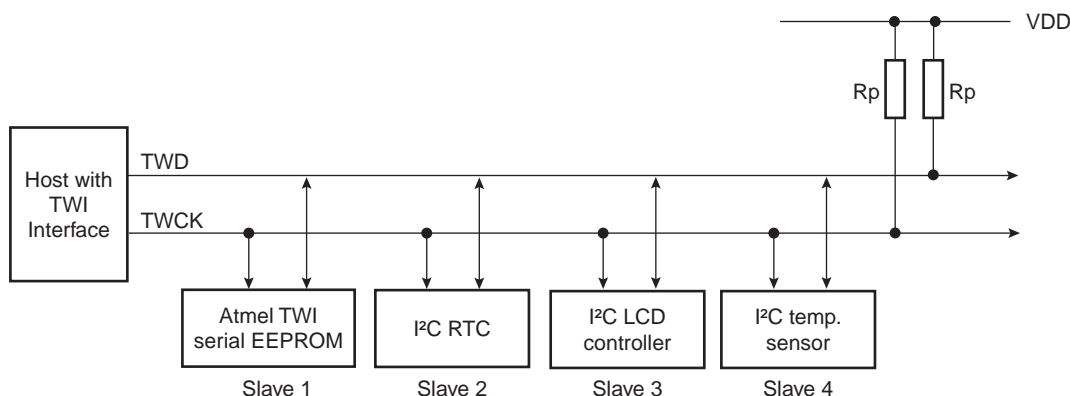 VDD
Rp
Rp
Host with
TWI
Interface
TWD
TWCK
Atmel TWI
serial EEPROM
I²C RTC
I²C LCD
controller
I²C temp.
sensor
Slave 1
Slave 2
Slave 3
Slave 4